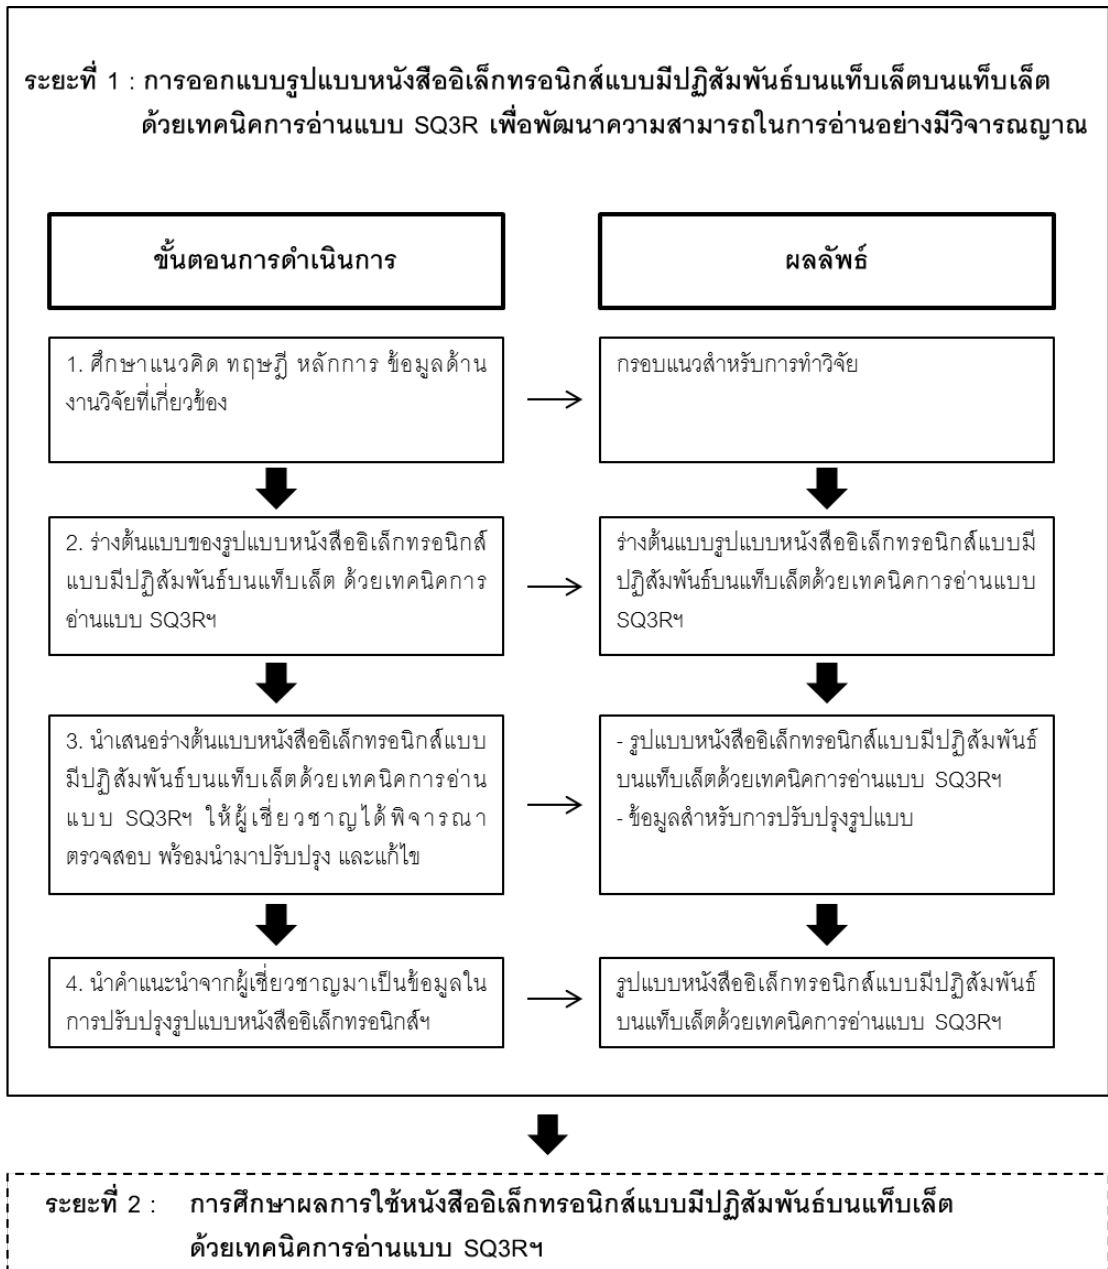 ระยะที่ 1 : การออกแบบรูปแบบหนังสืออิเล็กทรอนิกส์แบบมีปฏิสัมพันธ์บนแท็บเล็ตบนแท็บเล็ต
ด้วยเทคนิคการอ่านแบบ SQ3R เพื่อพัฒนาความสามารถในการอ่านอย่างมีวิจารณญาณ
ขั้นตอนการดำเนินการ
ผลลัพธ์
1. ศึกษาแนวคิด ทฤษฎี หลักการ ข้อมูลด้าน
งานวิจัยที่เกี่ยวข้อง
กรอบแนวสำหรับการทำวิจัย
2. ร่างต้นแบบของรูปแบบหนังสืออิเล็กทรอนิกส์
แบบมีปฏิสัมพันธ์บนแท็บเล็ต ด้วยเทคนิคการ
อ่านแบบ SQ3Rฯ
ร่างต้นแบบรูปแบบหนังสืออิเล็กทรอนิกส์แบบมี
ปฏิสัมพันธ์บนแท็บเล็ตด้วยเทคนิคการอ่านแบบ
SQ3Rฯ
3. นำเสนอร่างต้นแบบหนังสืออิเล็กทรอนิกส์แบบ
มีปฏิสัมพันธ์บนแท็บเล็ตด้วยเทคนิคการอ่าน
แบบ SQ3Rฯ ให้ผู้เชี่ยวชาญได้พิจารณา
ตรวจสอบ พร้อมนำมาปรับปรุง และแก้ไข
- รูปแบบหนังสืออิเล็กทรอนิกส์แบบมีปฏิสัมพันธ์
บนแท็บเล็ตด้วยเทคนิคการอ่านแบบ SQ3Rฯ
- ข้อมูลสำหรับการปรับปรุงรูปแบบ
4. นำคำแนะนำจากผู้เชี่ยวชาญมาเป็นข้อมูลใน
การปรับปรุงรูปแบบหนังสืออิเล็กทรอนิกส์ฯ
รูปแบบหนังสืออิเล็กทรอนิกส์แบบมีปฏิสัมพันธ์
บนแท็บเล็ตด้วยเทคนิคการอ่านแบบ SQ3Rฯ
ระยะที่ 2 : การศึกษาผลการใช้หนังสืออิเล็กทรอนิกส์แบบมีปฏิสัมพันธ์บนแท็บเล็ต
ด้วยเทคนิคการอ่านแบบ SQ3Rฯ